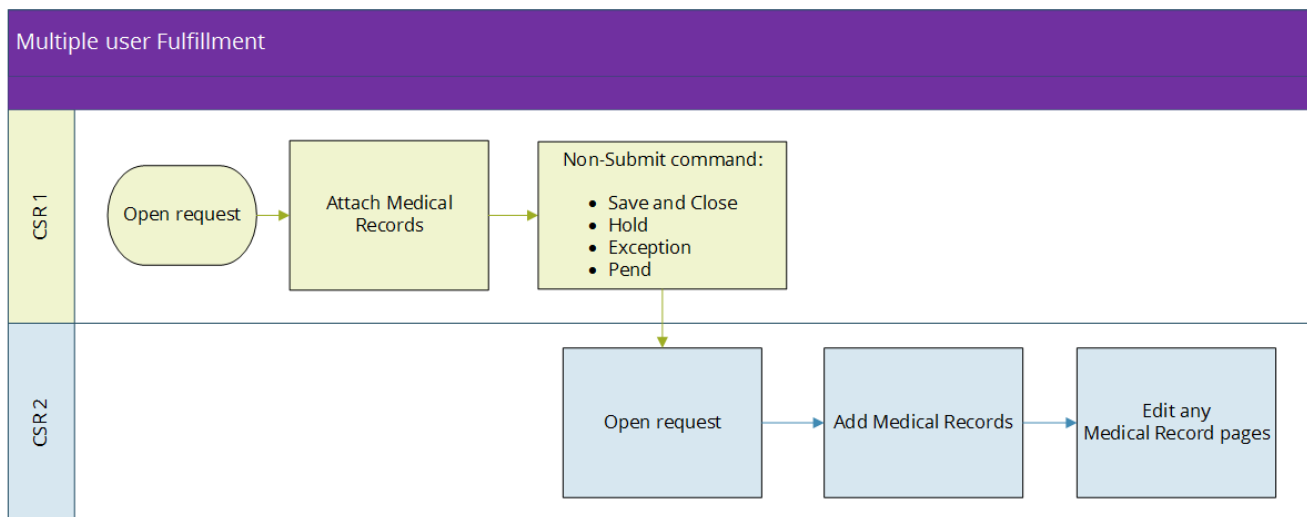 Multiple user Fulfillment
CSR 1
Open request
Attach Medical
Records
Non-Submit command:
• Save and Close
• Hold
• Exception
• Pend
CSR 2
Open request
Add Medical Records
Edit any
Medical Record pages